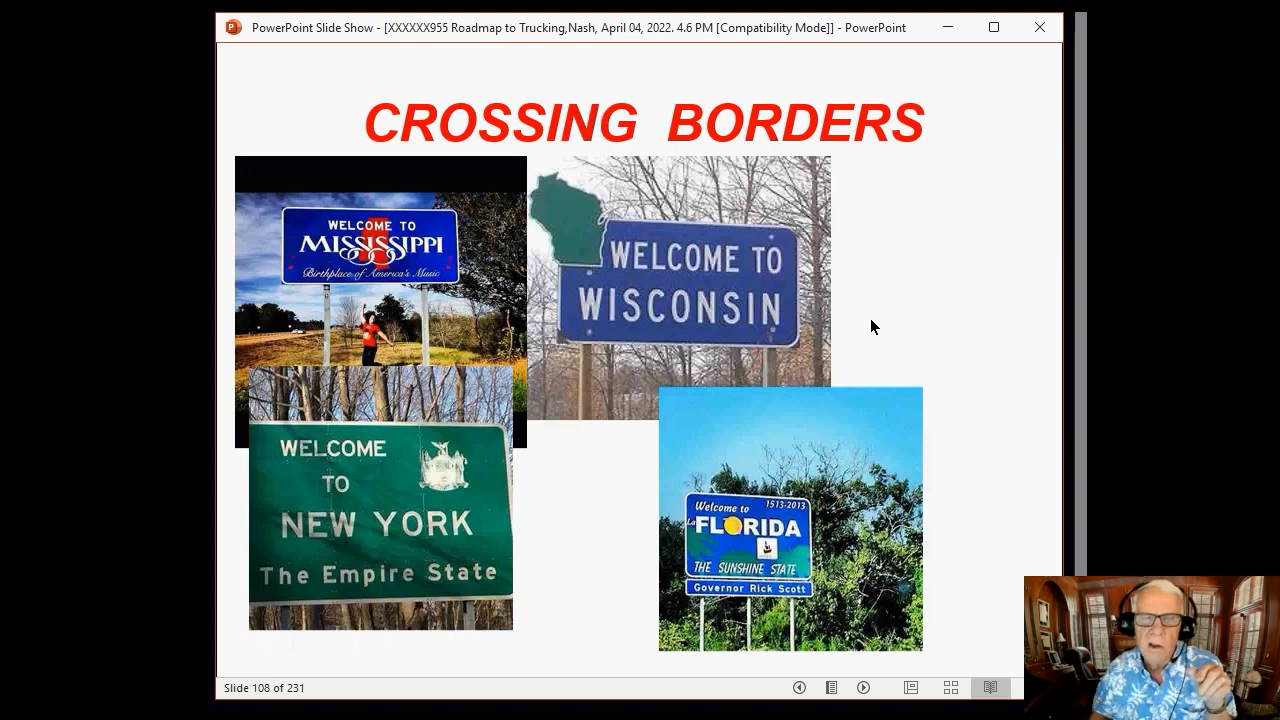 PowerPoint Slide Show - [XXXXXX955 Roadmap to Trucking,Nash, April 04, 2022. 4.6 PM [Compatibility Mode]] - PowerPoint
CROSSING BORDERS
WELCOME TO
MISSISSIPPI
Birthplace of America's Music
WELCOME TO
WISCONSIN
WELCOME
TO
NEW YORK
The Empire State
1513-2013
Welcome to
La FLORIDA
THE SUNSHINE STATE
Governor Rick Scott
Slide 108 of 231